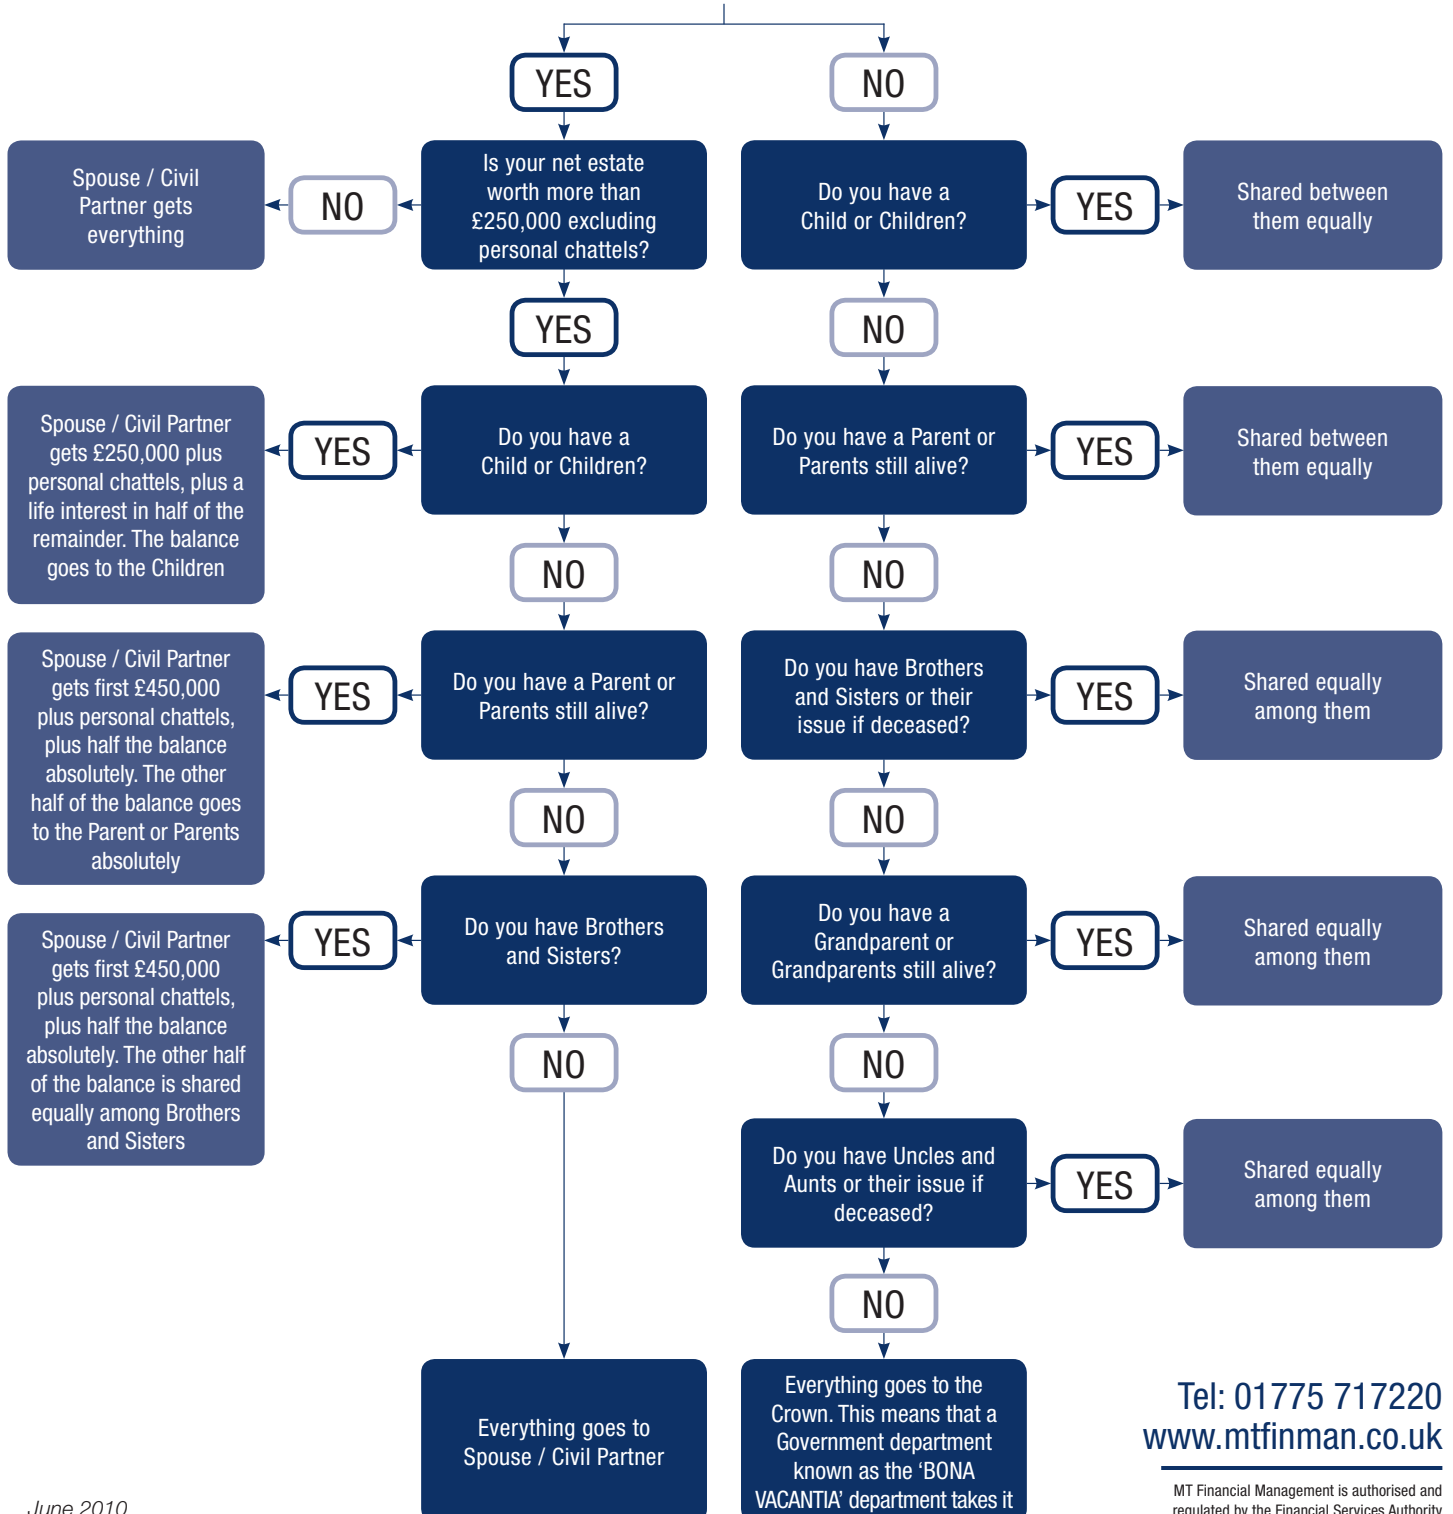 YES
NO
Spouse / Civil
Partner gets
everything
NO
Is your net estate
worth more than
£250,000 excluding
personal chattels?
Do you have a
Child or Children?
YES
Shared between
them equally
YES
NO
Spouse / Civil Partner
gets £250,000 plus
personal chattels, plus a
life interest in half of the
remainder. The balance
goes to the Children
YES
Do you have a
Child or Children?
Do you have a Parent or
Parents still alive?
YES
Shared between
them equally
NO
NO
Spouse / Civil Partner
gets first £450,000
plus personal chattels,
plus half the balance
absolutely. The other
half of the balance goes
to the Parent or Parents
absolutely
YES
Do you have a Parent or
Parents still alive?
Do you have Brothers
and Sisters or their
issue if deceased?
YES
Shared equally
among them
NO
NO
Spouse / Civil Partner
gets first £450,000
plus personal chattels,
plus half the balance
absolutely. The other half
of the balance is shared
equally among Brothers
and Sisters
YES
Do you have Brothers
and Sisters?
Do you have a
Grandparent or
Grandparents still alive?
YES
Shared equally
among them
NO
NO
Do you have Uncles and
Aunts or their issue if
deceased?
YES
Shared equally
among them
NO
Everything goes to
Spouse / Civil Partner
Everything goes to the
Crown. This means that a
Government department
known as the ‘BONA
VACANTIA’ department takes it
Tel: 01775 717220
www.mtfinman.co.uk
MT Financial Management is authorised and
regulated by the Financial Services Authority
June 2010